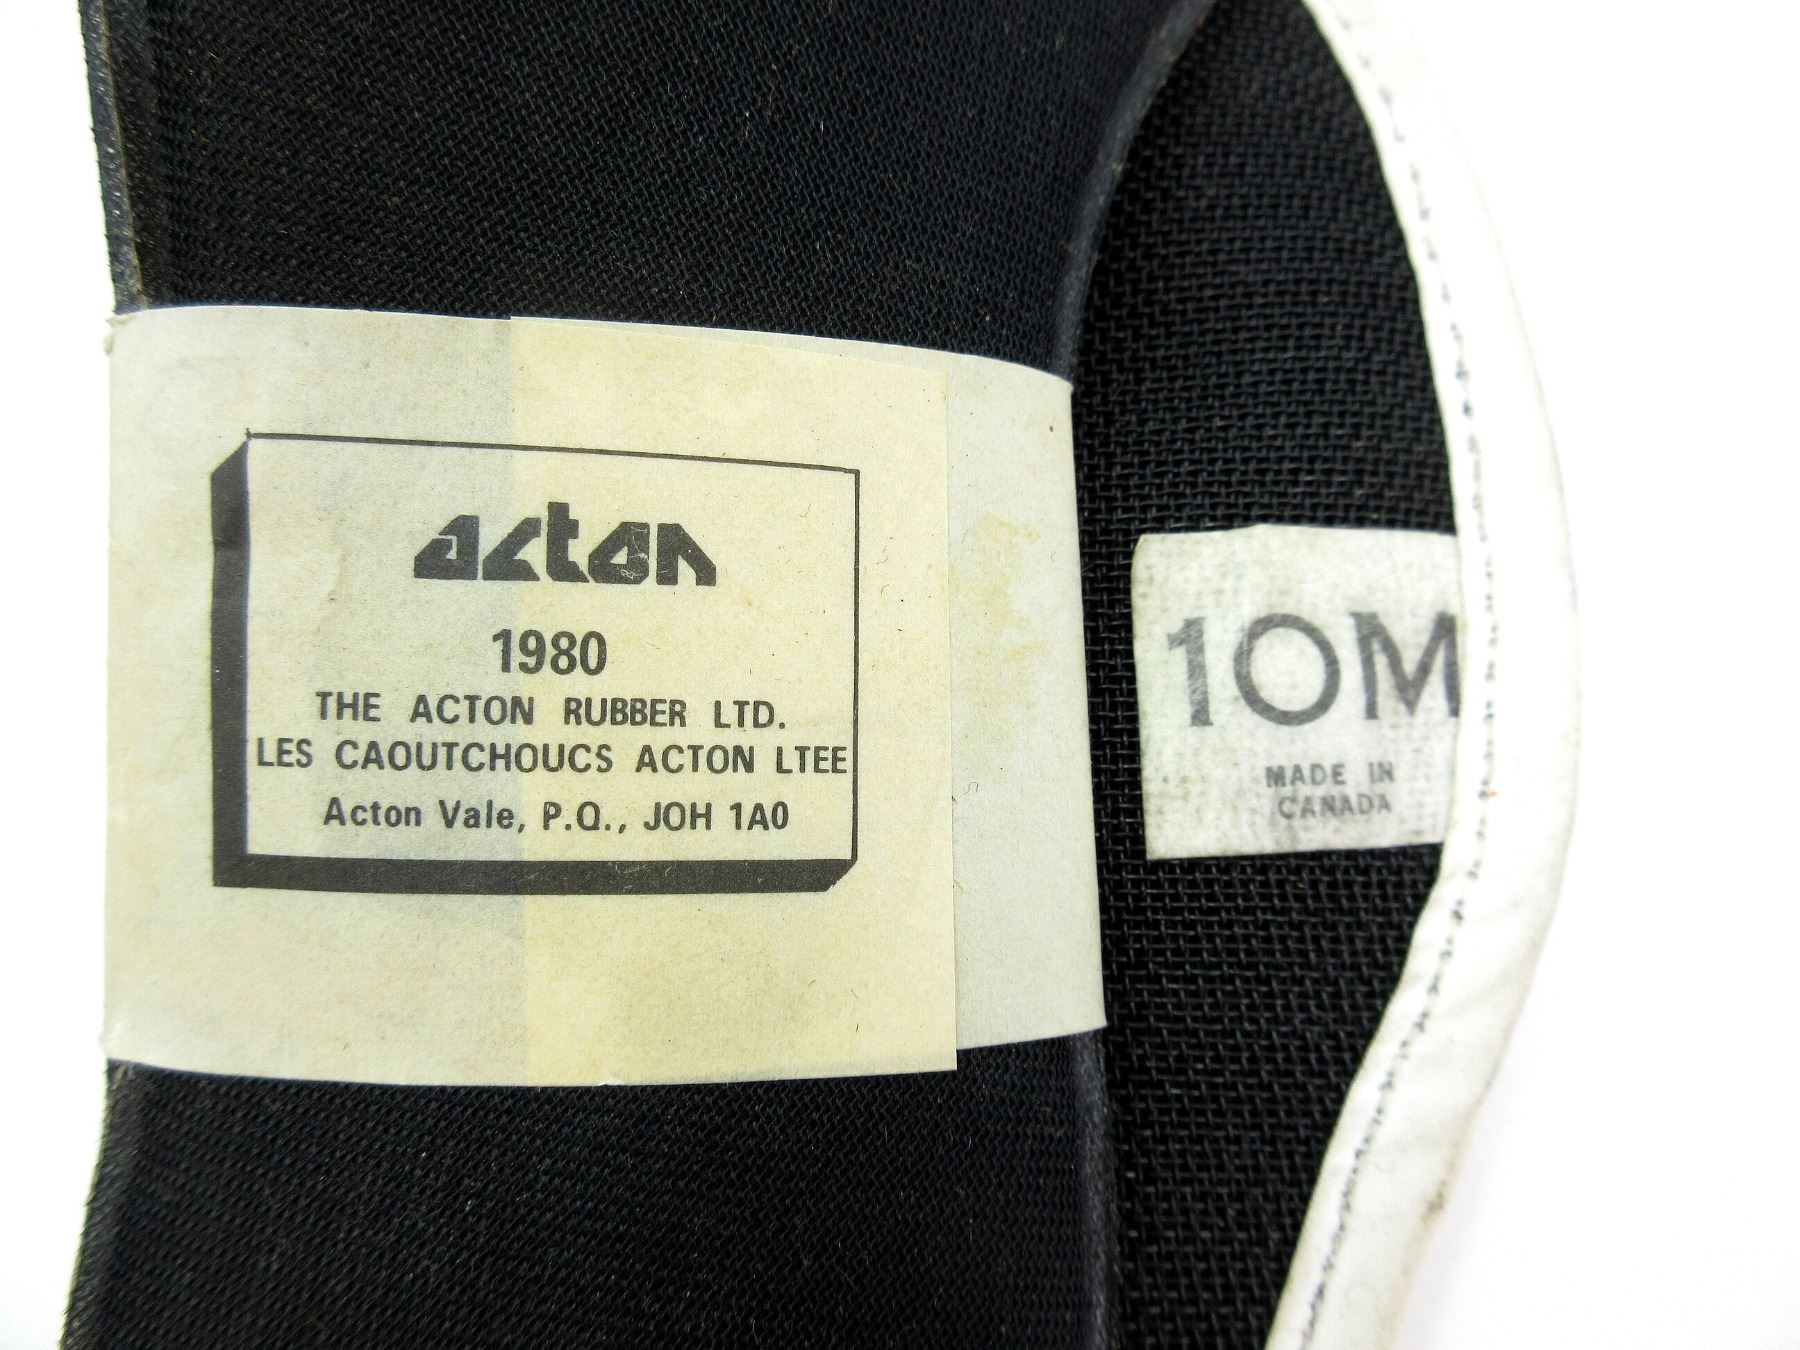 acton
1980
THE ACTON RUBBER LTD.
LES CAOUTCHOUCS ACTON LTEE
Acton Vale, P.Q., JOH 1A0
10M
MADE IN
CANADA